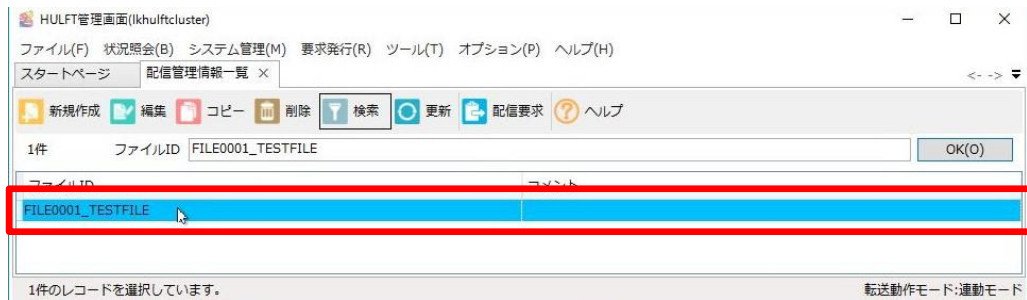 HULFT管理画面(lkhulftcluster)
ファイル(F) 状況照会(B) システム管理(M) 要求発行(R) ツール(T) オプション(P) ヘルプ(H)
スタートページ 配信管理情報一覧 ×
新規作成 編集 コピー 削除 検索 更新 配信要求 ? ヘルプ
1件 ファイルID FILE0001_TESTFILE OK(O)
ファイルID コメント
FILE0001_TESTFILE
1件のレコードを選択しています。 転送動作モード:連動モード